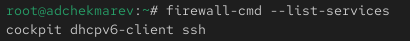 root@adchekmarev:~# firewall-cmd --list-services
cockpit dhcpv6-client ssh